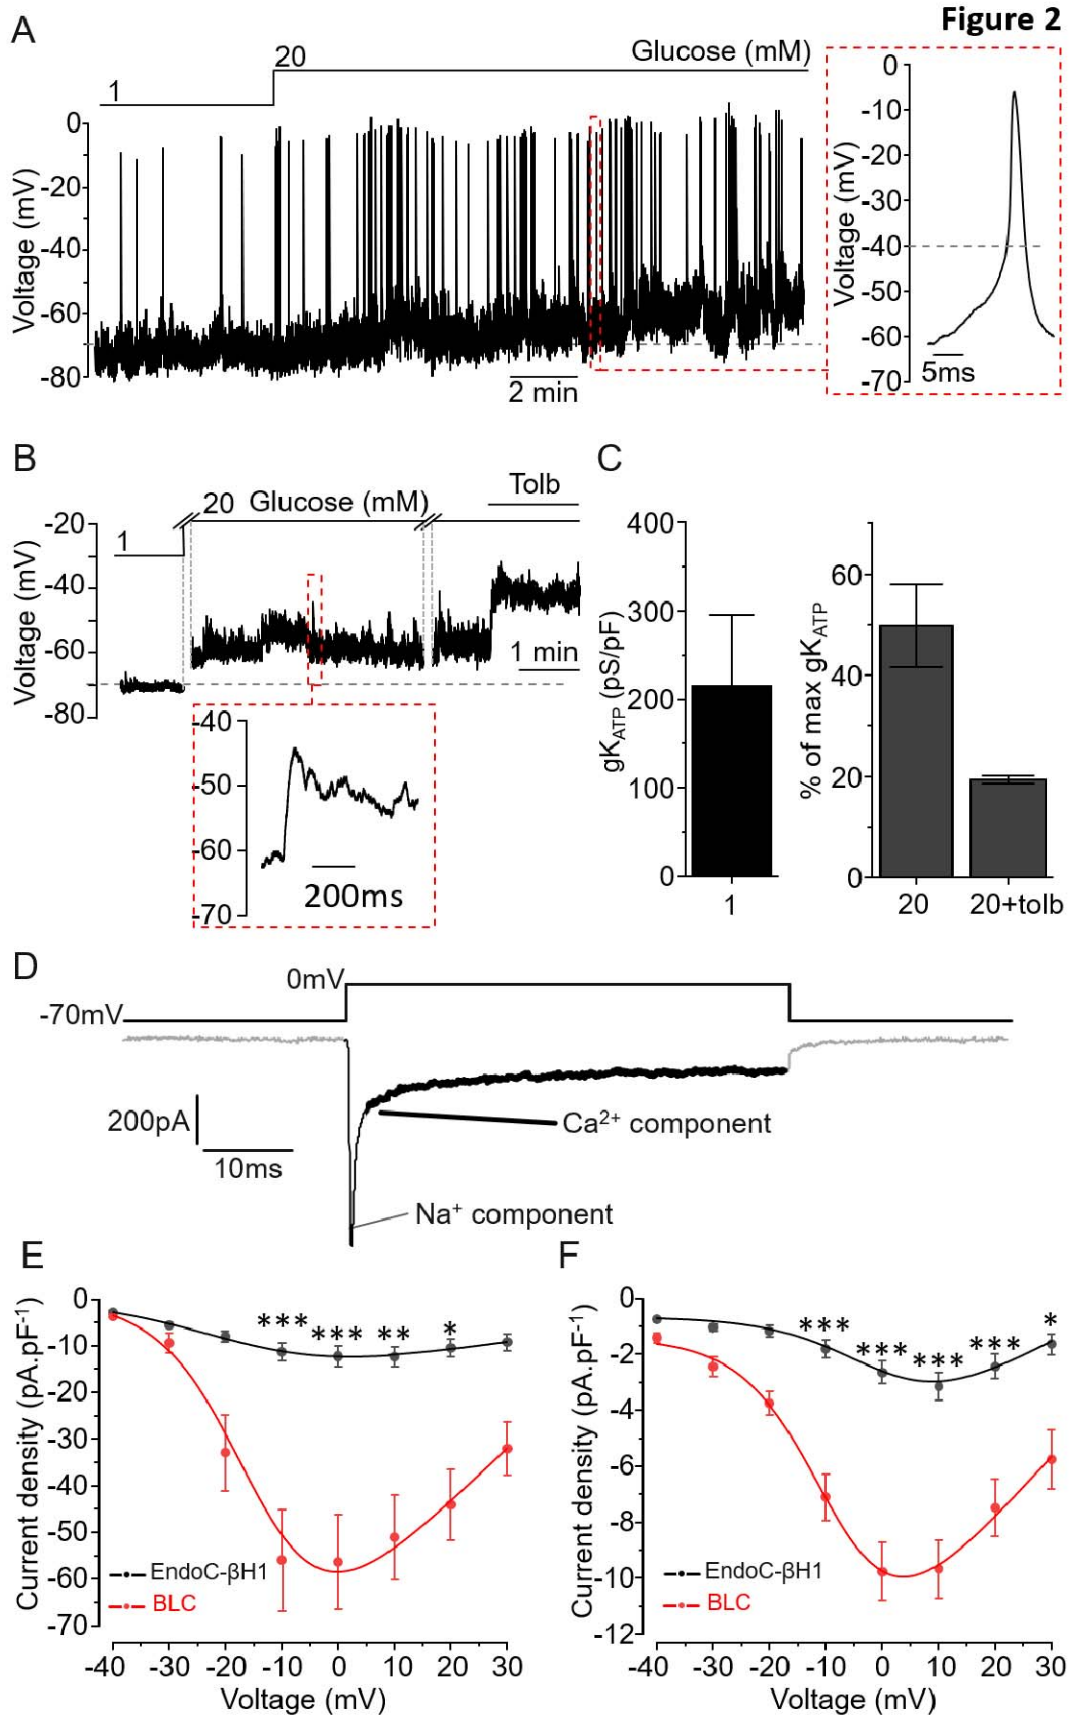 Figure 2
A
1
20
Glucose (mM)
0
-20
-40
-60
-80
Voltage (mV)
2 min
0
-10
-20
-30
-40
-50
-60
-70
Voltage (mV)
5ms
B
1
20 Glucose (mM)
Tolb
-20
-40
-60
-80
Voltage (mV)
1 min
-40
-50
-60
-70
200ms
C
400
300
200
100
0
gKATP (pS/pF)
1
60
40
20
0
% of max gKATP
20
20+tolb
D
0mV
-70mV
200pA
10ms
Ca2+ component
Na+ component
E
0
-10
-20
-30
-40
-50
-60
-70
Current density (pA.pF-1)
***
***
**
*
EndoC-βH1
BLC
-40 -30 -20 -10 0 10 20 30
Voltage (mV)
F
0
-2
-4
-6
-8
-10
-12
Current density (pA.pF-1)
***
***
***
***
*
EndoC-βH1
BLC
-40 -30 -20 -10 0 10 20 30
Voltage (mV)